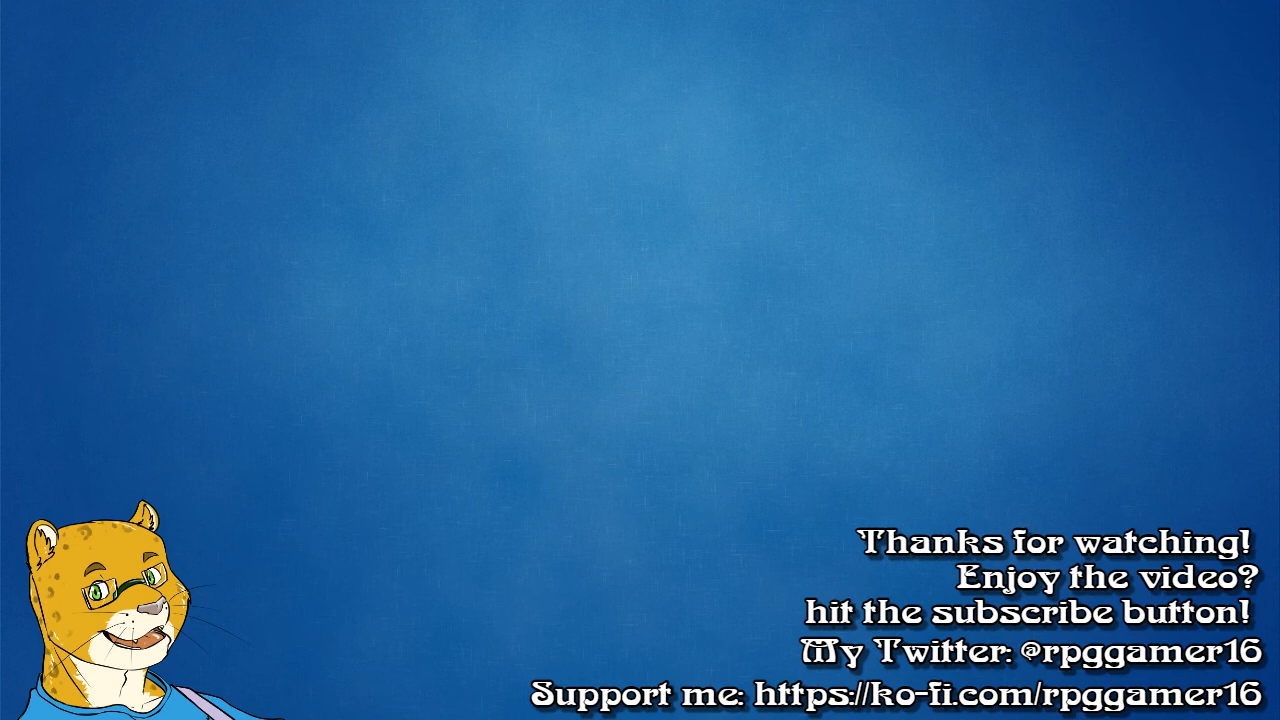 Thanks for watching!
Enjoy the video?
hit the subscribe button!
My Twitter: @rpggamer16
Support me: https://ko-fi.com/rpggamer16